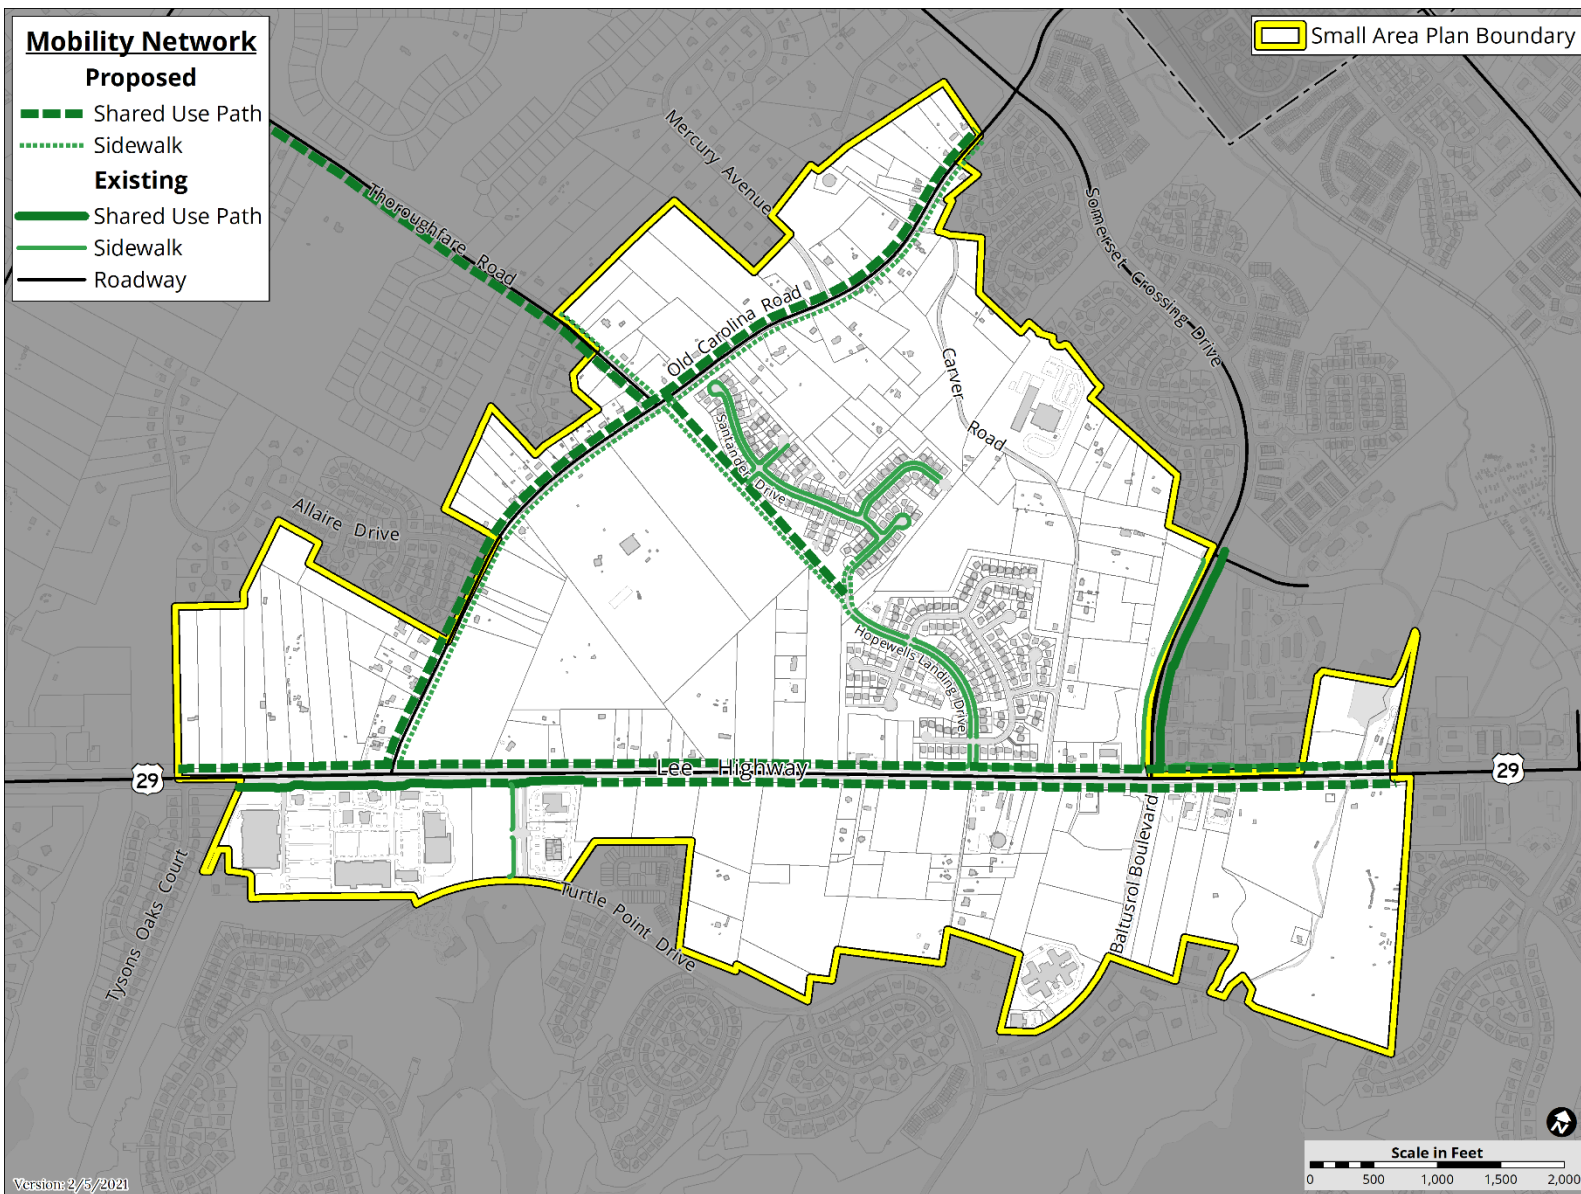 Mobility Network
Proposed
Shared Use Path
Sidewalk
Existing
Shared Use Path
Sidewalk
Roadway
Small Area Plan Boundary
Mercury Avenue
Thoroughfare Road
Somerset Crossing Drive
Old Carolina Road
Carver Road
Santander Drive
Allaire Drive
Hopewells Landing Drive
Lee Highway
29
29
Baltusrol Boulevard
Tysons Oaks Court
Turtle Point Drive
N
Scale in Feet
0 500 1,000 1,500 2,000
Version: 2/5/2021